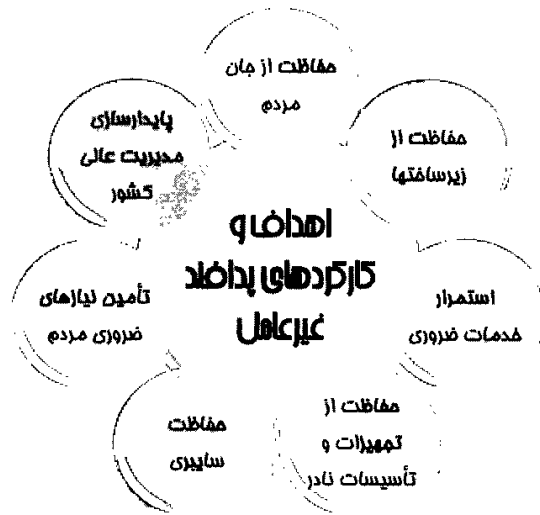 حفاظت از جان
مردم
حفاظت از
زیرساختها
استمرار
خدمات ضروری
حفاظت از
تجهیزات و
تأسیسات نادر
حفاظت
سایبری
تأمین نیازهای
ضروری مردم
پایدارسازی
مدیریت عالی
کشور
اهداف و
کارکردهای پدافند
غیرعامل